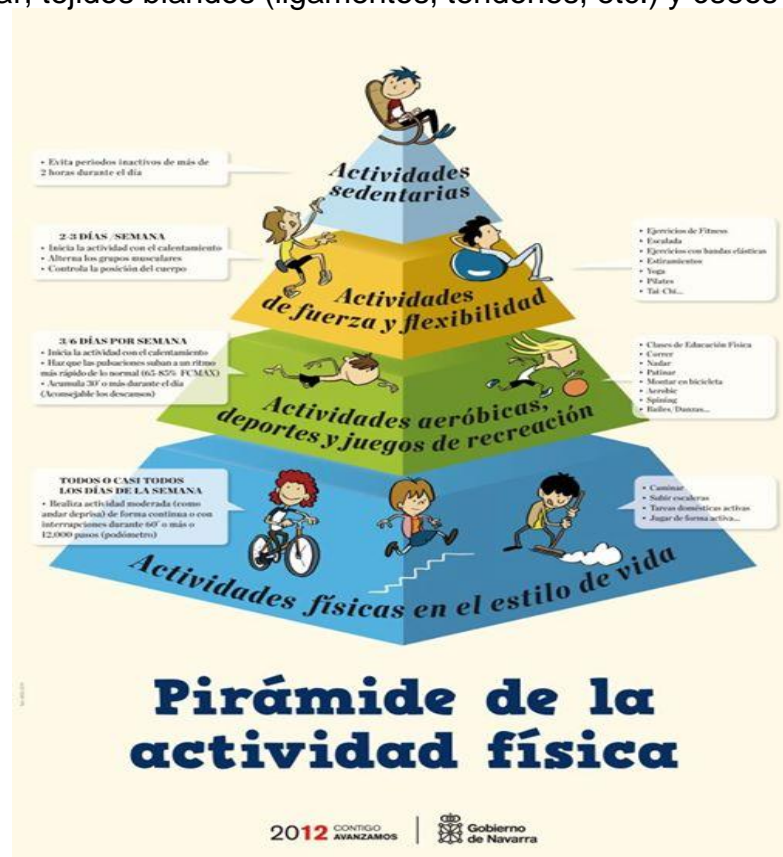 ar, tejidos blandos (ligamentos, tendones, etc.) y óseos
• Evita periodos inactivos de más de
2 horas durante el día
Actividades
sedentarias
2-3 DÍAS /SEMANA
• Inicia la actividad con el calentamiento
• Alterna los grupos musculares
• Controla la posición del cuerpo
• Ejercicios de Fitness
• Escalada
• Ejercicios con bandas elásticas
• Estiramientos
• Yoga
• Pilates
• Tai-Chi...
Actividades
de fuerza y flexibilidad
3/6 DÍAS POR SEMANA
• Inicia la actividad con el calentamiento
• Haz que las pulsaciones suban a un ritmo
más rápido de lo normal (65-85% FCMAX)
• Acumula 30' o más durante el día
(Aconsejable los descansos)
• Clases de Educación Física
• Correr
• Nadar
• Patinar
• Montar en bicicleta
• Aerobic
• Spining
• Bailes/Danzas...
Actividades aeróbicas,
deportes y juegos de recreación
TODOS O CASI TODOS
LOS DÍAS DE LA SEMANA
• Realiza actividad moderada (como
andar deprisa) de forma continua o con
interrupciones durante 60' o más o
12.000 pasos (podómetro)
• Caminar
• Subir escaleras
• Tareas domésticas activas
• Jugar de forma activa...
Actividades físicas en el estilo de vida
Pirámide de la
actividad física
2012 CONTIGO
AVANZAMOS
Gobierno
de Navarra